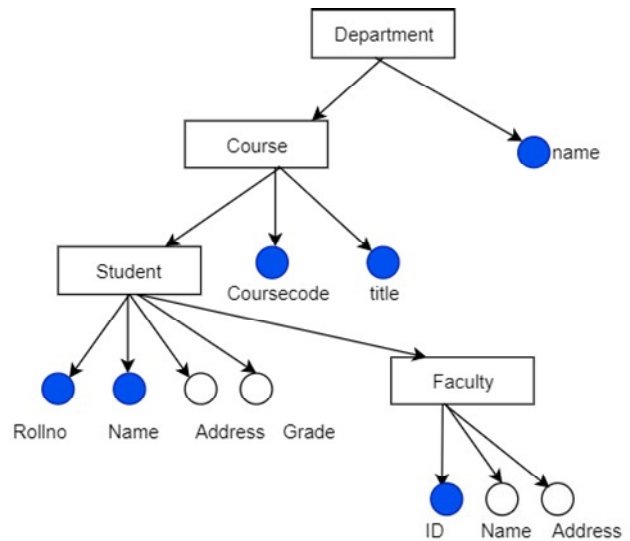 Department
Course
name
Student
Coursecode
title
Faculty
Rollno
Name
Address
Grade
ID
Name
Address